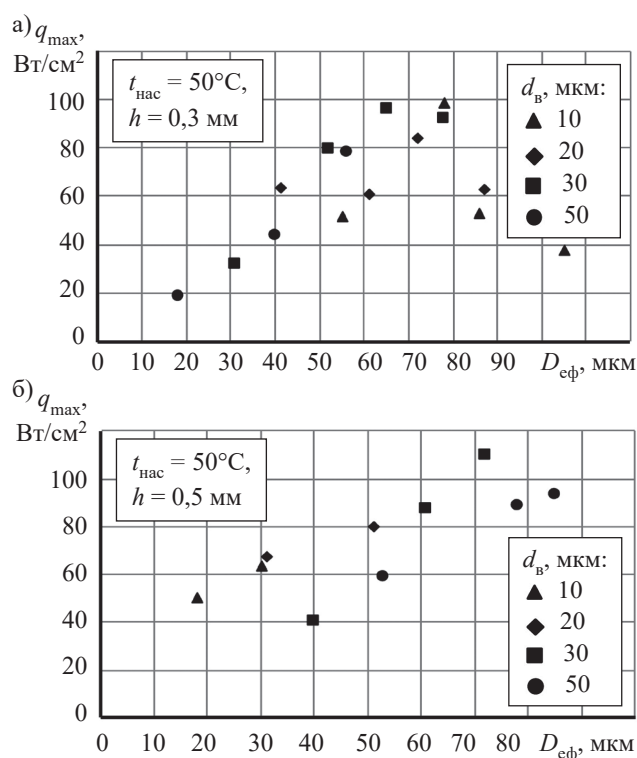 а) q_max,
Вт/см²
t_нас = 50°C,
h = 0,3 мм
d_в, мкм:
10
20
30
50
100
80
60
40
20
0
0 10 20 30 40 50 60 70 80 90 D_еф, мкм
б) q_max,
Вт/см²
t_нас = 50°C,
h = 0,5 мм
100
80
60
40
20
0
d_в, мкм:
10
20
30
50
0 10 20 30 40 50 60 70 80 D_еф, мкм